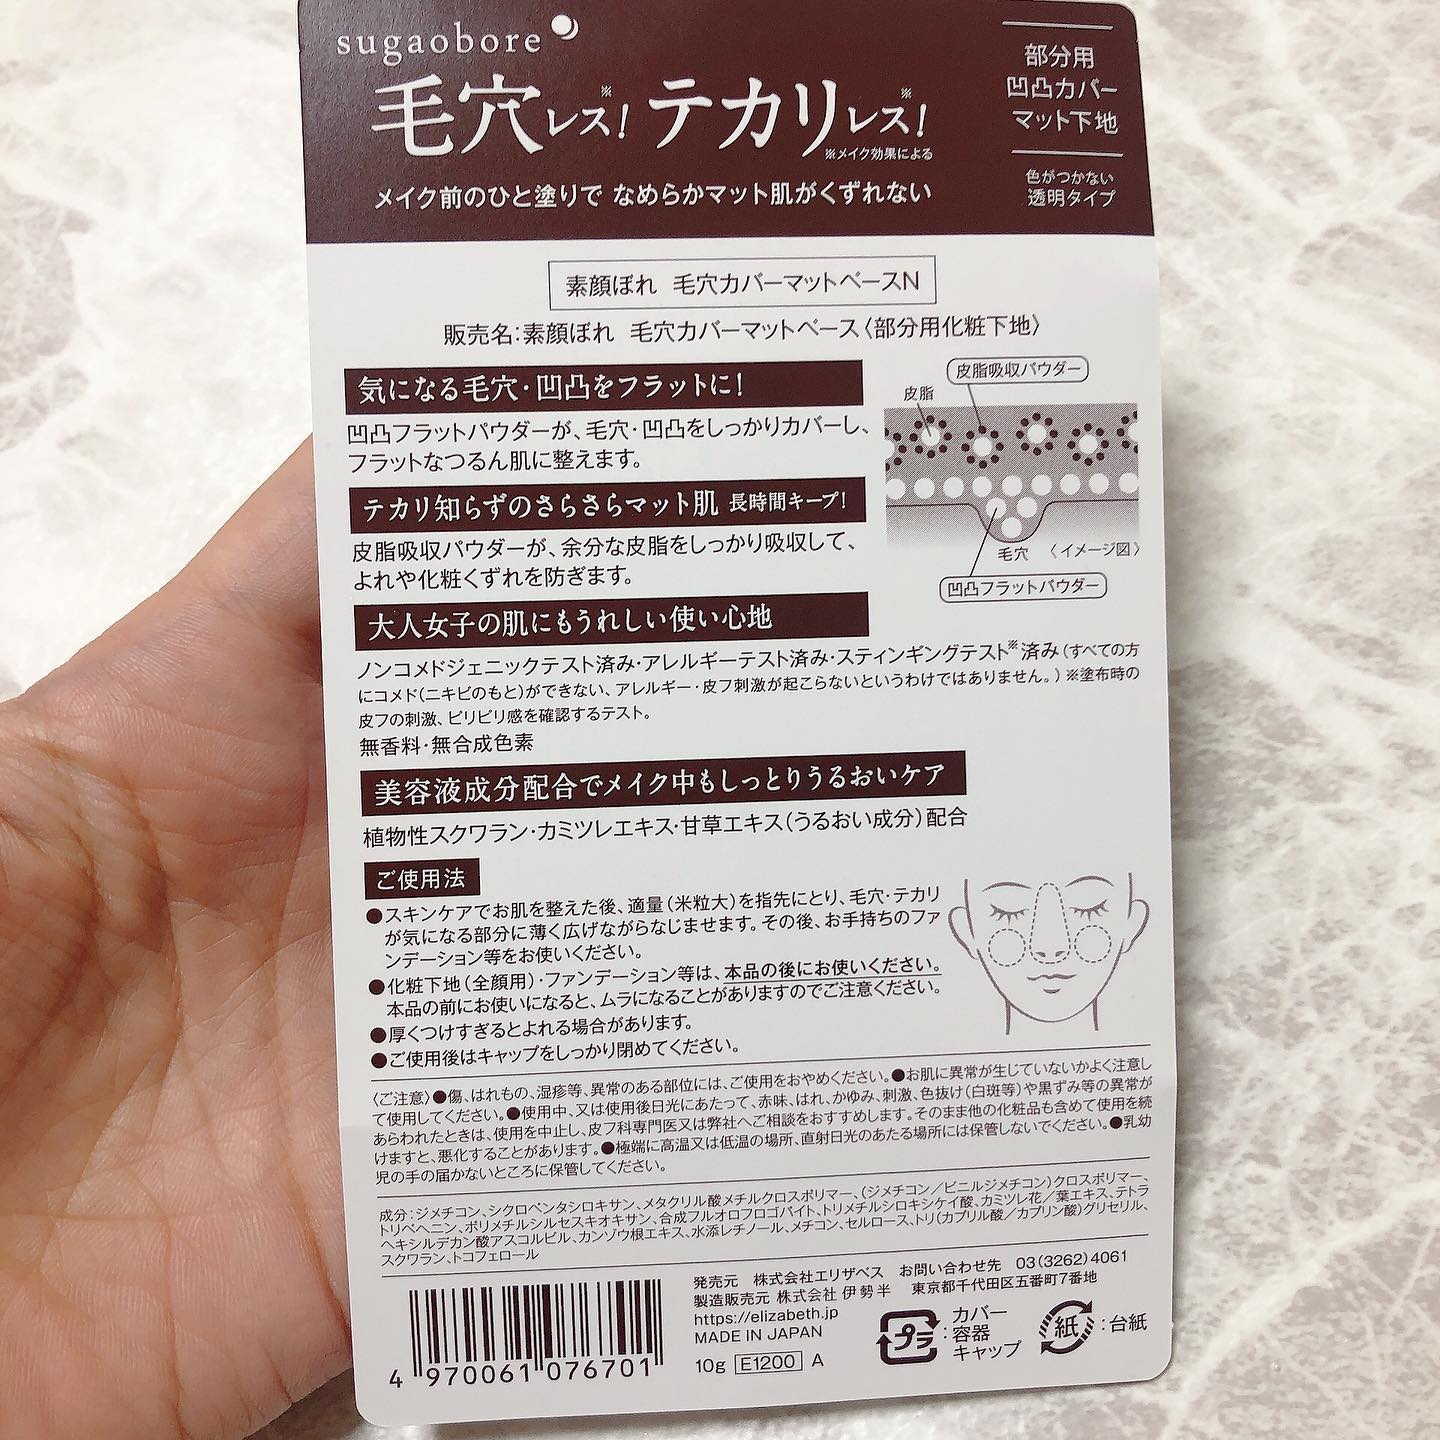 sugaobore
毛穴レス! テカリレス!
※ ※
※メイク効果による
メイク前のひと塗りで なめらかマット肌がくずれない
部分用
凹凸カバー
マット下地
色がつかない
透明タイプ
素顔ぼれ 毛穴カバーマットベースN
販売名:素顔ぼれ 毛穴カバーマットベース〈部分用化粧下地〉
気になる毛穴・凹凸をフラットに!
凹凸フラットパウダーが、毛穴・凹凸をしっかりカバーし、
フラットなつるん肌に整えます。
テカリ知らずのさらさらマット肌 長時間キープ!
皮脂吸収パウダーが、余分な皮脂をしっかり吸収して、
よれや化粧くずれを防ぎます。
皮脂吸収パウダー
皮脂
毛穴 〈イメージ図〉
凹凸フラットパウダー
大人女子の肌にもうれしい使い心地
ノンコメドジェニックテスト済み・アレルギーテスト済み・スティンギングテスト※済み(すべての方
にコメド(ニキビのもと)ができない、アレルギー・皮フ刺激が起こらないというわけではありません。)※塗布時の
皮フの刺激、ピリピリ感を確認するテスト。
無香料・無合成色素
美容液成分配合でメイク中もしっとりうるおいケア
植物性スクワラン・カミツレエキス・甘草エキス(うるおい成分)配合
ご使用法
●スキンケアでお肌を整えた後、適量(米粒大)を指先にとり、毛穴・テカリ
が気になる部分に薄く広げながらなじませます。その後、お手持ちのファ
ンデーション等をお使いください。
●化粧下地(全顔用)・ファンデーション等は、本品の後にお使いください。
本品の前にお使いになると、ムラになることがありますのでご注意ください。
●厚くつけすぎるとよれる場合があります。
●ご使用後はキャップをしっかり閉めてください。
〈ご注意〉●傷、はれもの、湿疹等、異常のある部位には、ご使用をおやめください。●お肌に異常が生じていないかよく注意し
て使用してください。●使用中、又は使用後日光にあたって、赤味、はれ、かゆみ、刺激、色抜け(白斑等)や黒ずみ等の異常が
あらわれたときは、使用を中止し、皮フ科専門医又は弊社へご相談をおすすめします。そのまま他の化粧品も含めて使用を続
けますと、悪化することがあります。●極端に高温又は低温の場所、直射日光のあたる場所には保管しないでください。●乳幼
児の手の届かないところに保管してください。
成分:ジメチコン、シクロペンタシロキサン、メタクリル酸メチルクロスポリマー、(ジメチコン/ビニルジメチコン)クロスポリマー、
トリベヘニン、ポリメチルシルセスキオキサン、合成フルオロフロゴパイト、トリメチルシロキシケイ酸、カミツレ花/葉エキス、テトラ
ヘキシルデカン酸アスコルビル、カンゾウ根エキス、水添レチノール、メチコン、セルロース、トリ(カプリル酸/カプリン酸)グリセリル、
スクワラン、トコフェロール
発売元 株式会社エリザベス お問い合わせ先 03(3262)4061
製造販売元 株式会社 伊勢半 東京都千代田区五番町7番地
https://elizabeth.jp
MADE IN JAPAN
10g E1200 A
プラ :カバー
容器
キャップ
紙 :台紙
4 970061 076701